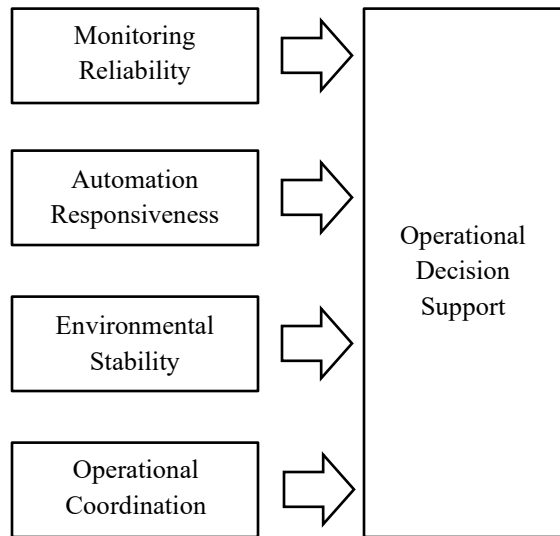 Monitoring
Reliability
Automation
Responsiveness
Environmental
Stability
Operational
Coordination
Operational
Decision
Support